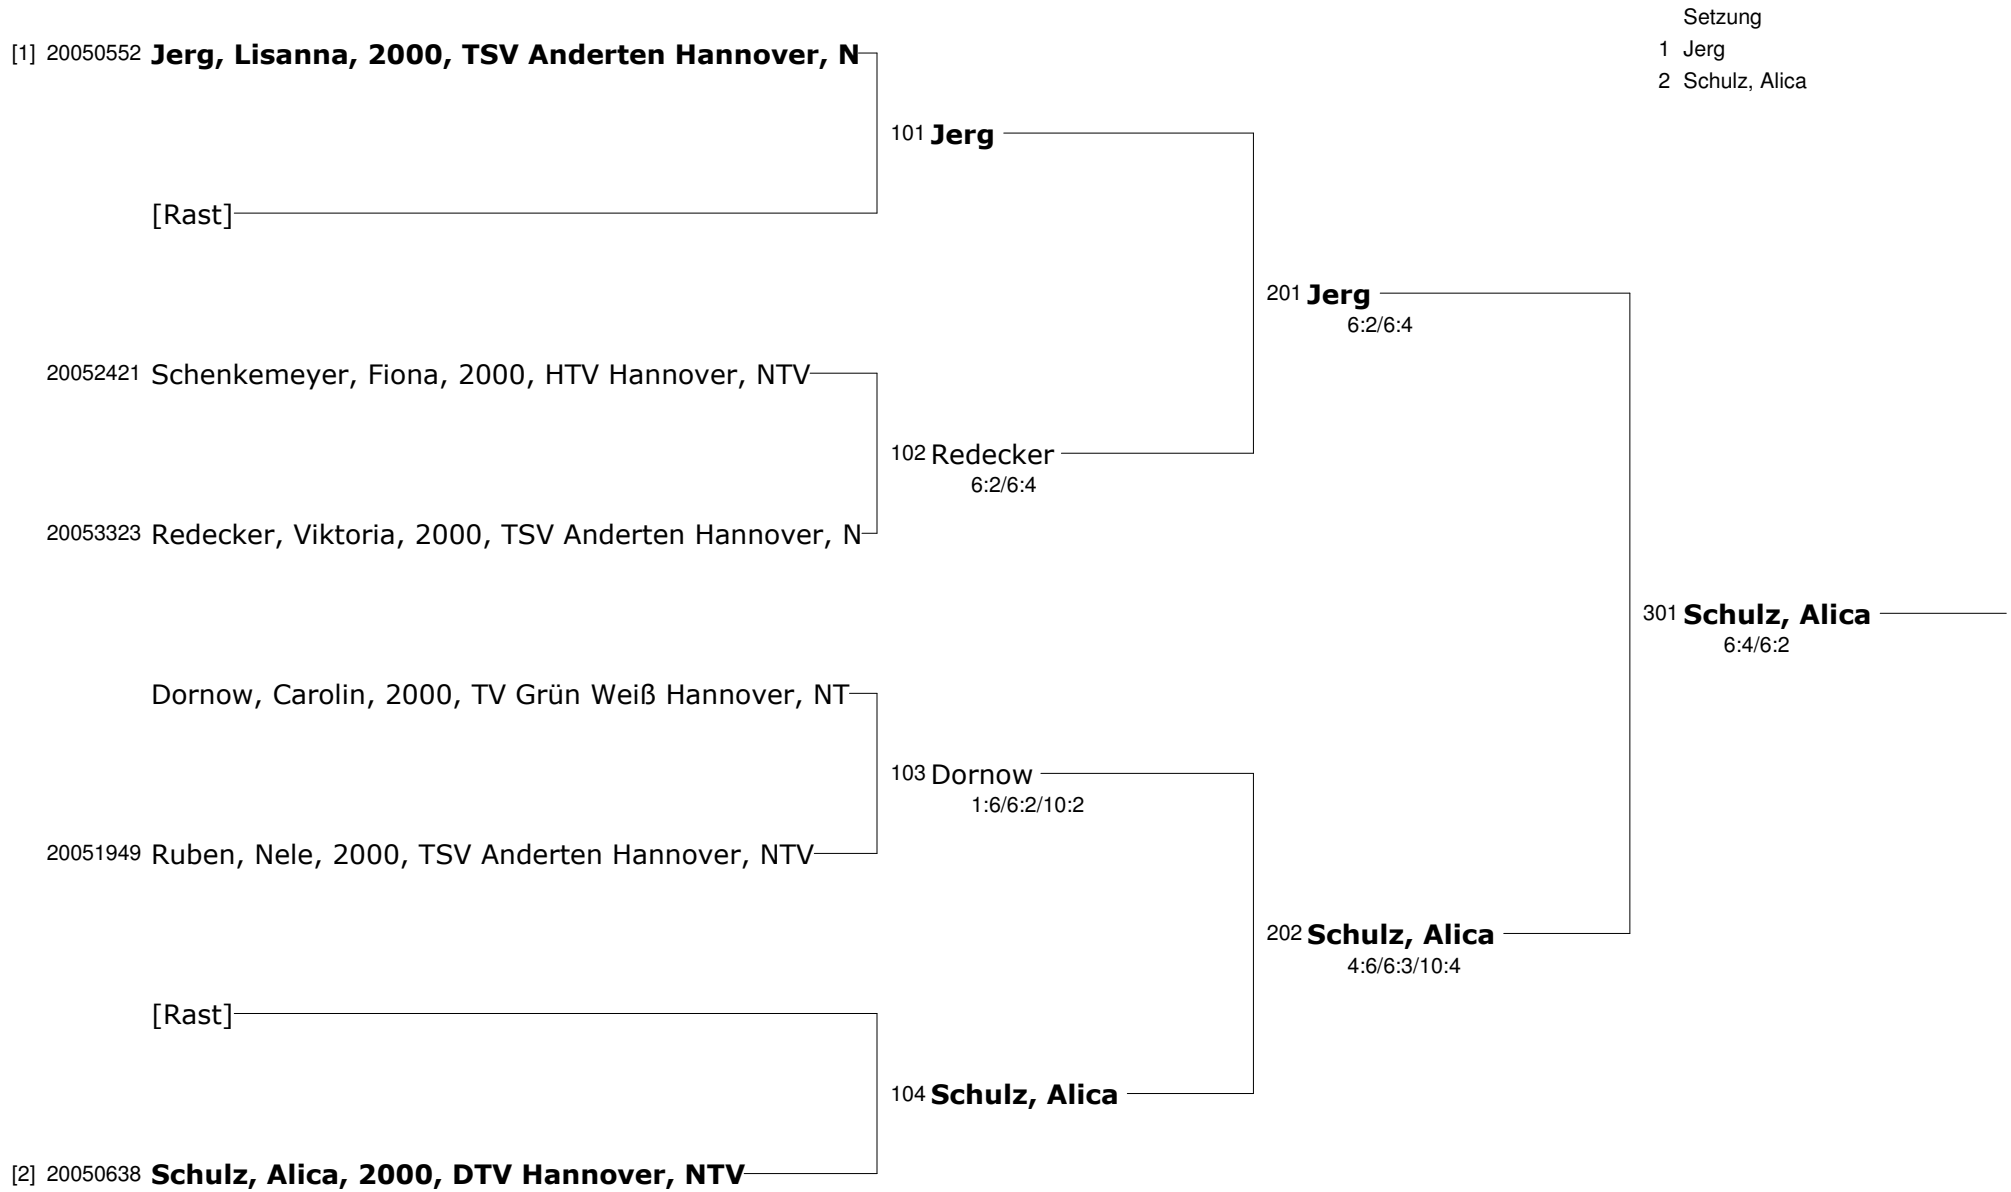 Setzung
1 Jerg
2 Schulz, Alica
[1] 20050552 Jerg, Lisanna, 2000, TSV Anderten Hannover, N
101 Jerg
[Rast]
201 Jerg
6:2/6:4
20052421 Schenkemeyer, Fiona, 2000, HTV Hannover, NTV
102 Redecker
6:2/6:4
20053323 Redecker, Viktoria, 2000, TSV Anderten Hannover, N
301 Schulz, Alica
6:4/6:2
Dornow, Carolin, 2000, TV Grün Weiß Hannover, NT
103 Dornow
1:6/6:2/10:2
20051949 Ruben, Nele, 2000, TSV Anderten Hannover, NTV
202 Schulz, Alica
4:6/6:3/10:4
[Rast]
104 Schulz, Alica
[2] 20050638 Schulz, Alica, 2000, DTV Hannover, NTV